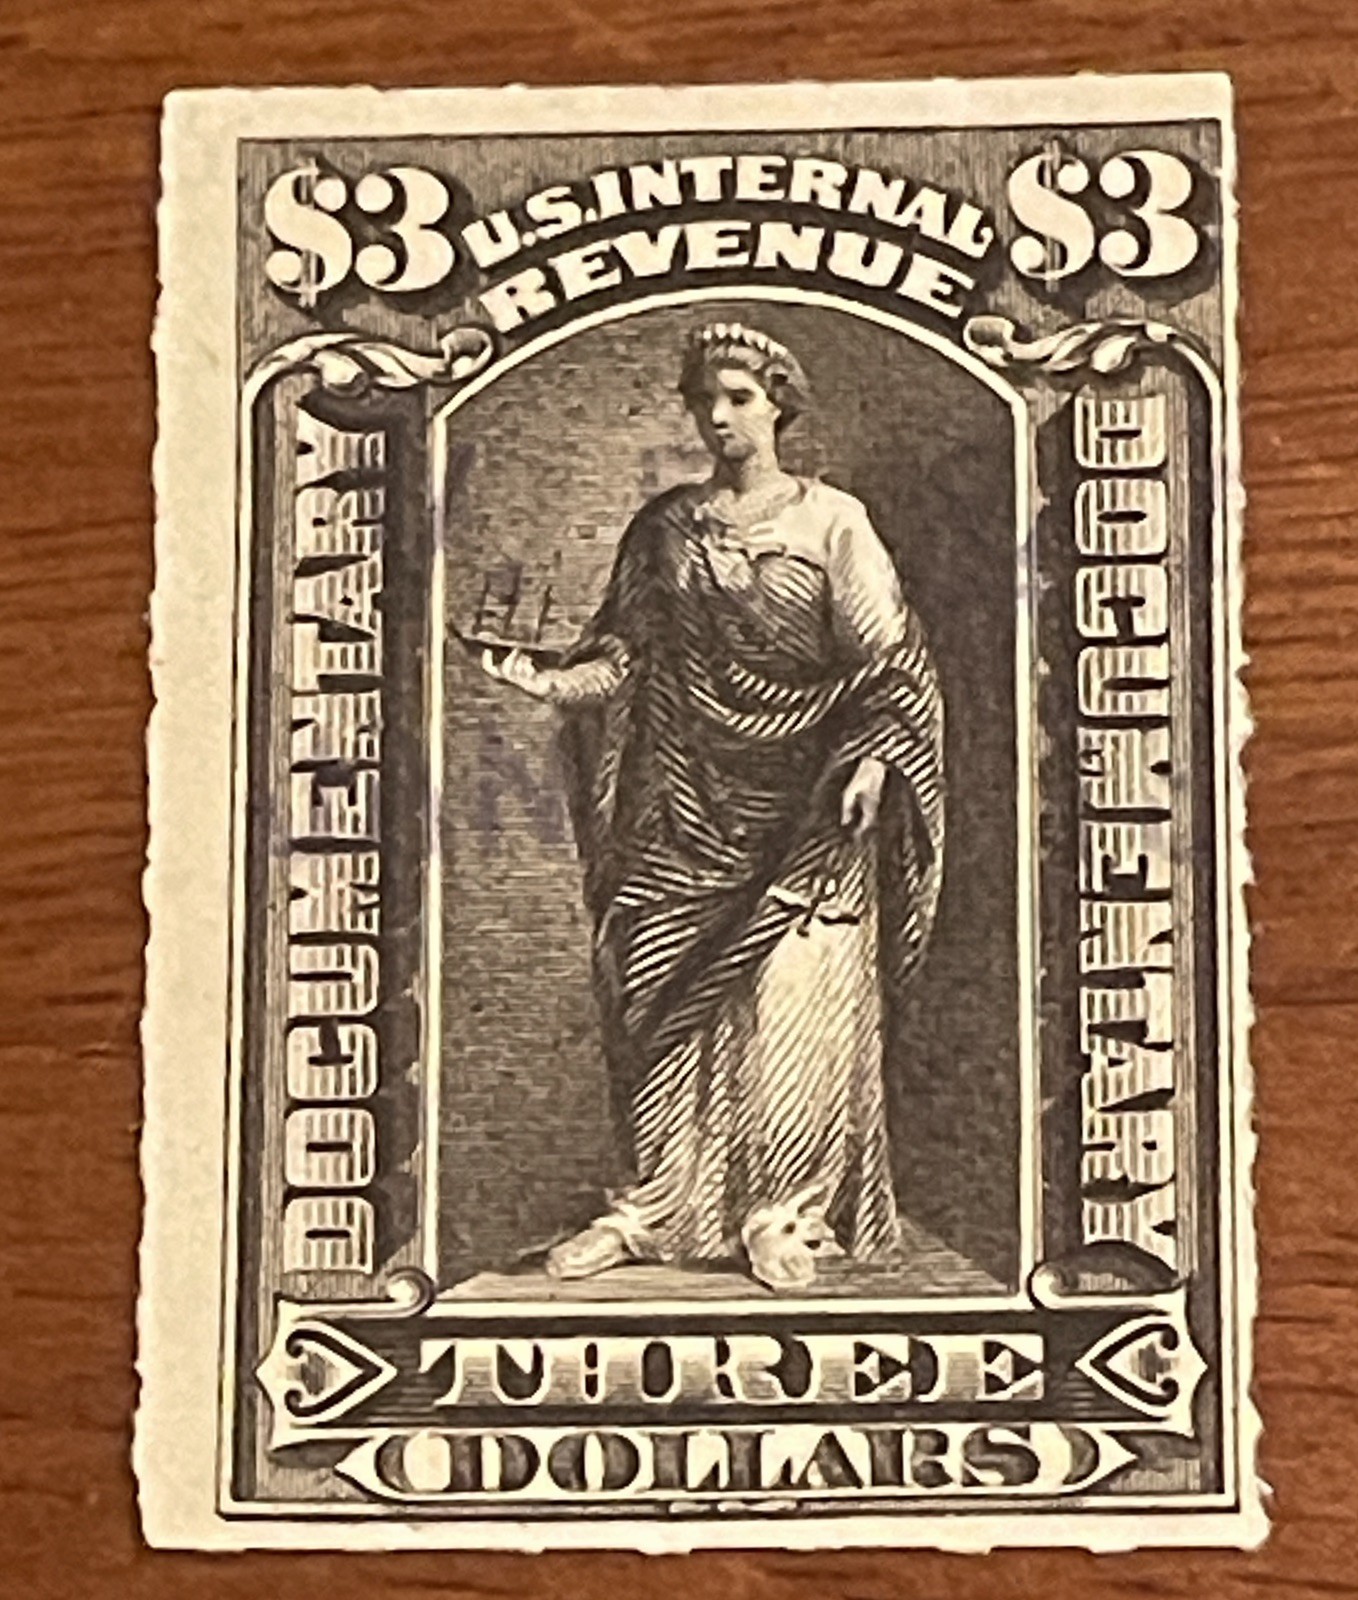 $3 U.S. INTERNAL $3
REVENUE
DOCUMENTARY
DOCUMENTARY
THREE
DOLLARS